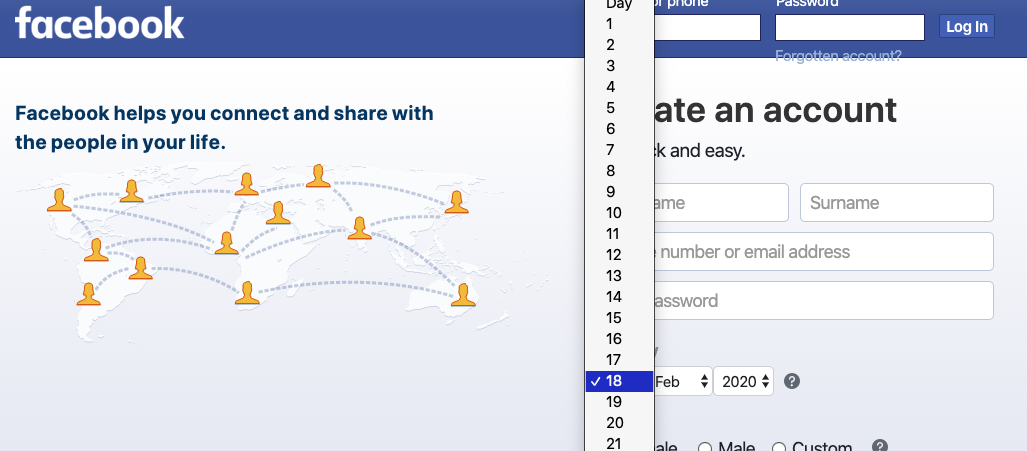 facebook
Day
or phone
Password
Log In
Forgotten account?
Facebook helps you connect and share with
the people in your life.
ate an account
ck and easy.
ame
Surname
number or email address
assword
1
2
3
4
5
6
7
8
9
10
11
12
13
14
15
16
17
✓ 18
19
20
21
Feb
2020
?
ale
Male
Custom
?